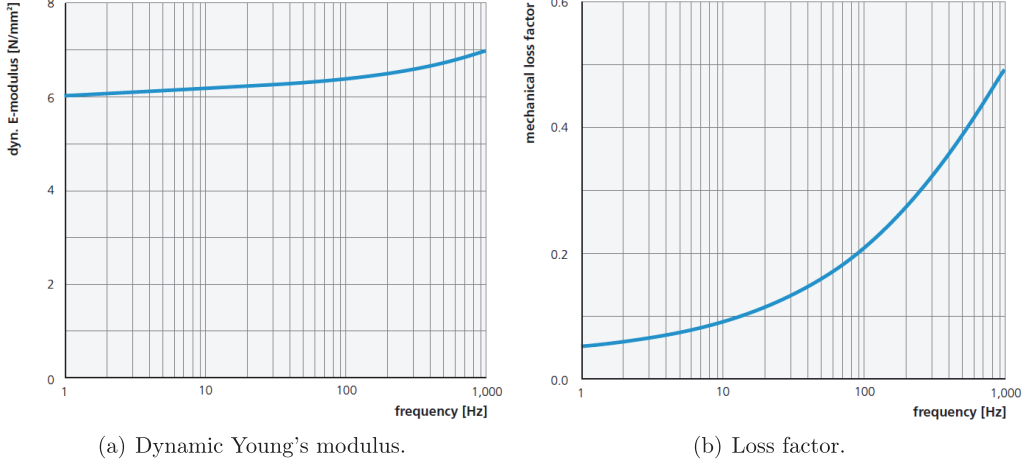 dyn. E-modulus [N/mm²]
8
6
4
2
0
1
10
100
1,000
frequency [Hz]
(a) Dynamic Young's modulus.
mechanical loss factor
0.6
0.4
0.2
0.0
1
10
100
1,000
frequency [Hz]
(b) Loss factor.